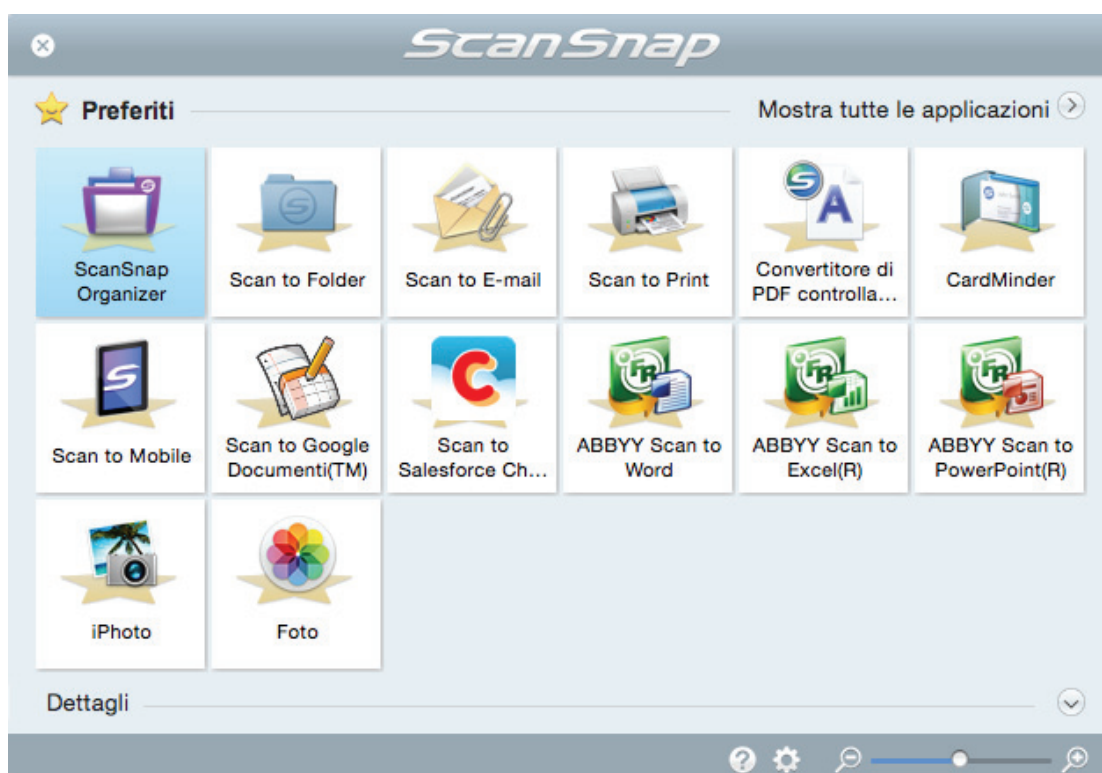 ScanSnap
Preferiti
Mostra tutte le applicazioni
ScanSnap
Organizer
Scan to Folder
Scan to E-mail
Scan to Print
Convertitore di
PDF controlla...
CardMinder
Scan to Mobile
Scan to Google
Documenti(TM)
Scan to
Salesforce Ch...
ABBYY Scan to
Word
ABBYY Scan to
Excel(R)
ABBYY Scan to
PowerPoint(R)
iPhoto
Foto
Dettagli